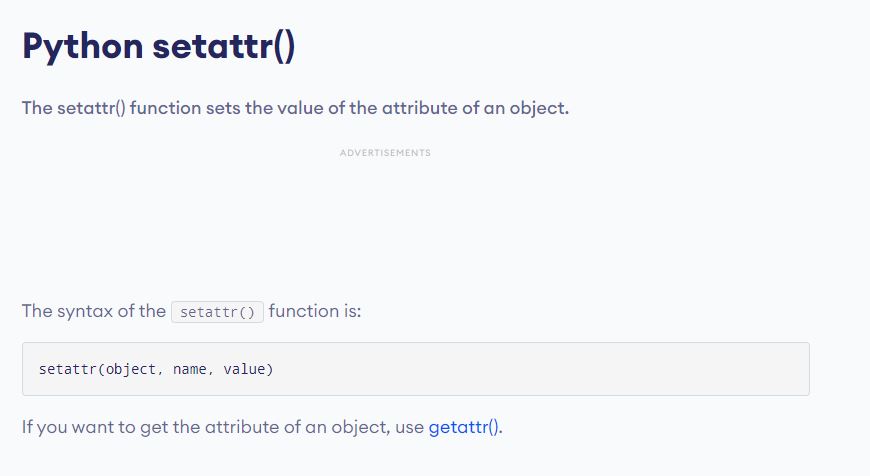 Python setattr()
The setattr() function sets the value of the attribute of an object.
ADVERTISEMENTS
The syntax of the setattr() function is:
setattr(object, name, value)
If you want to get the attribute of an object, use getattr().